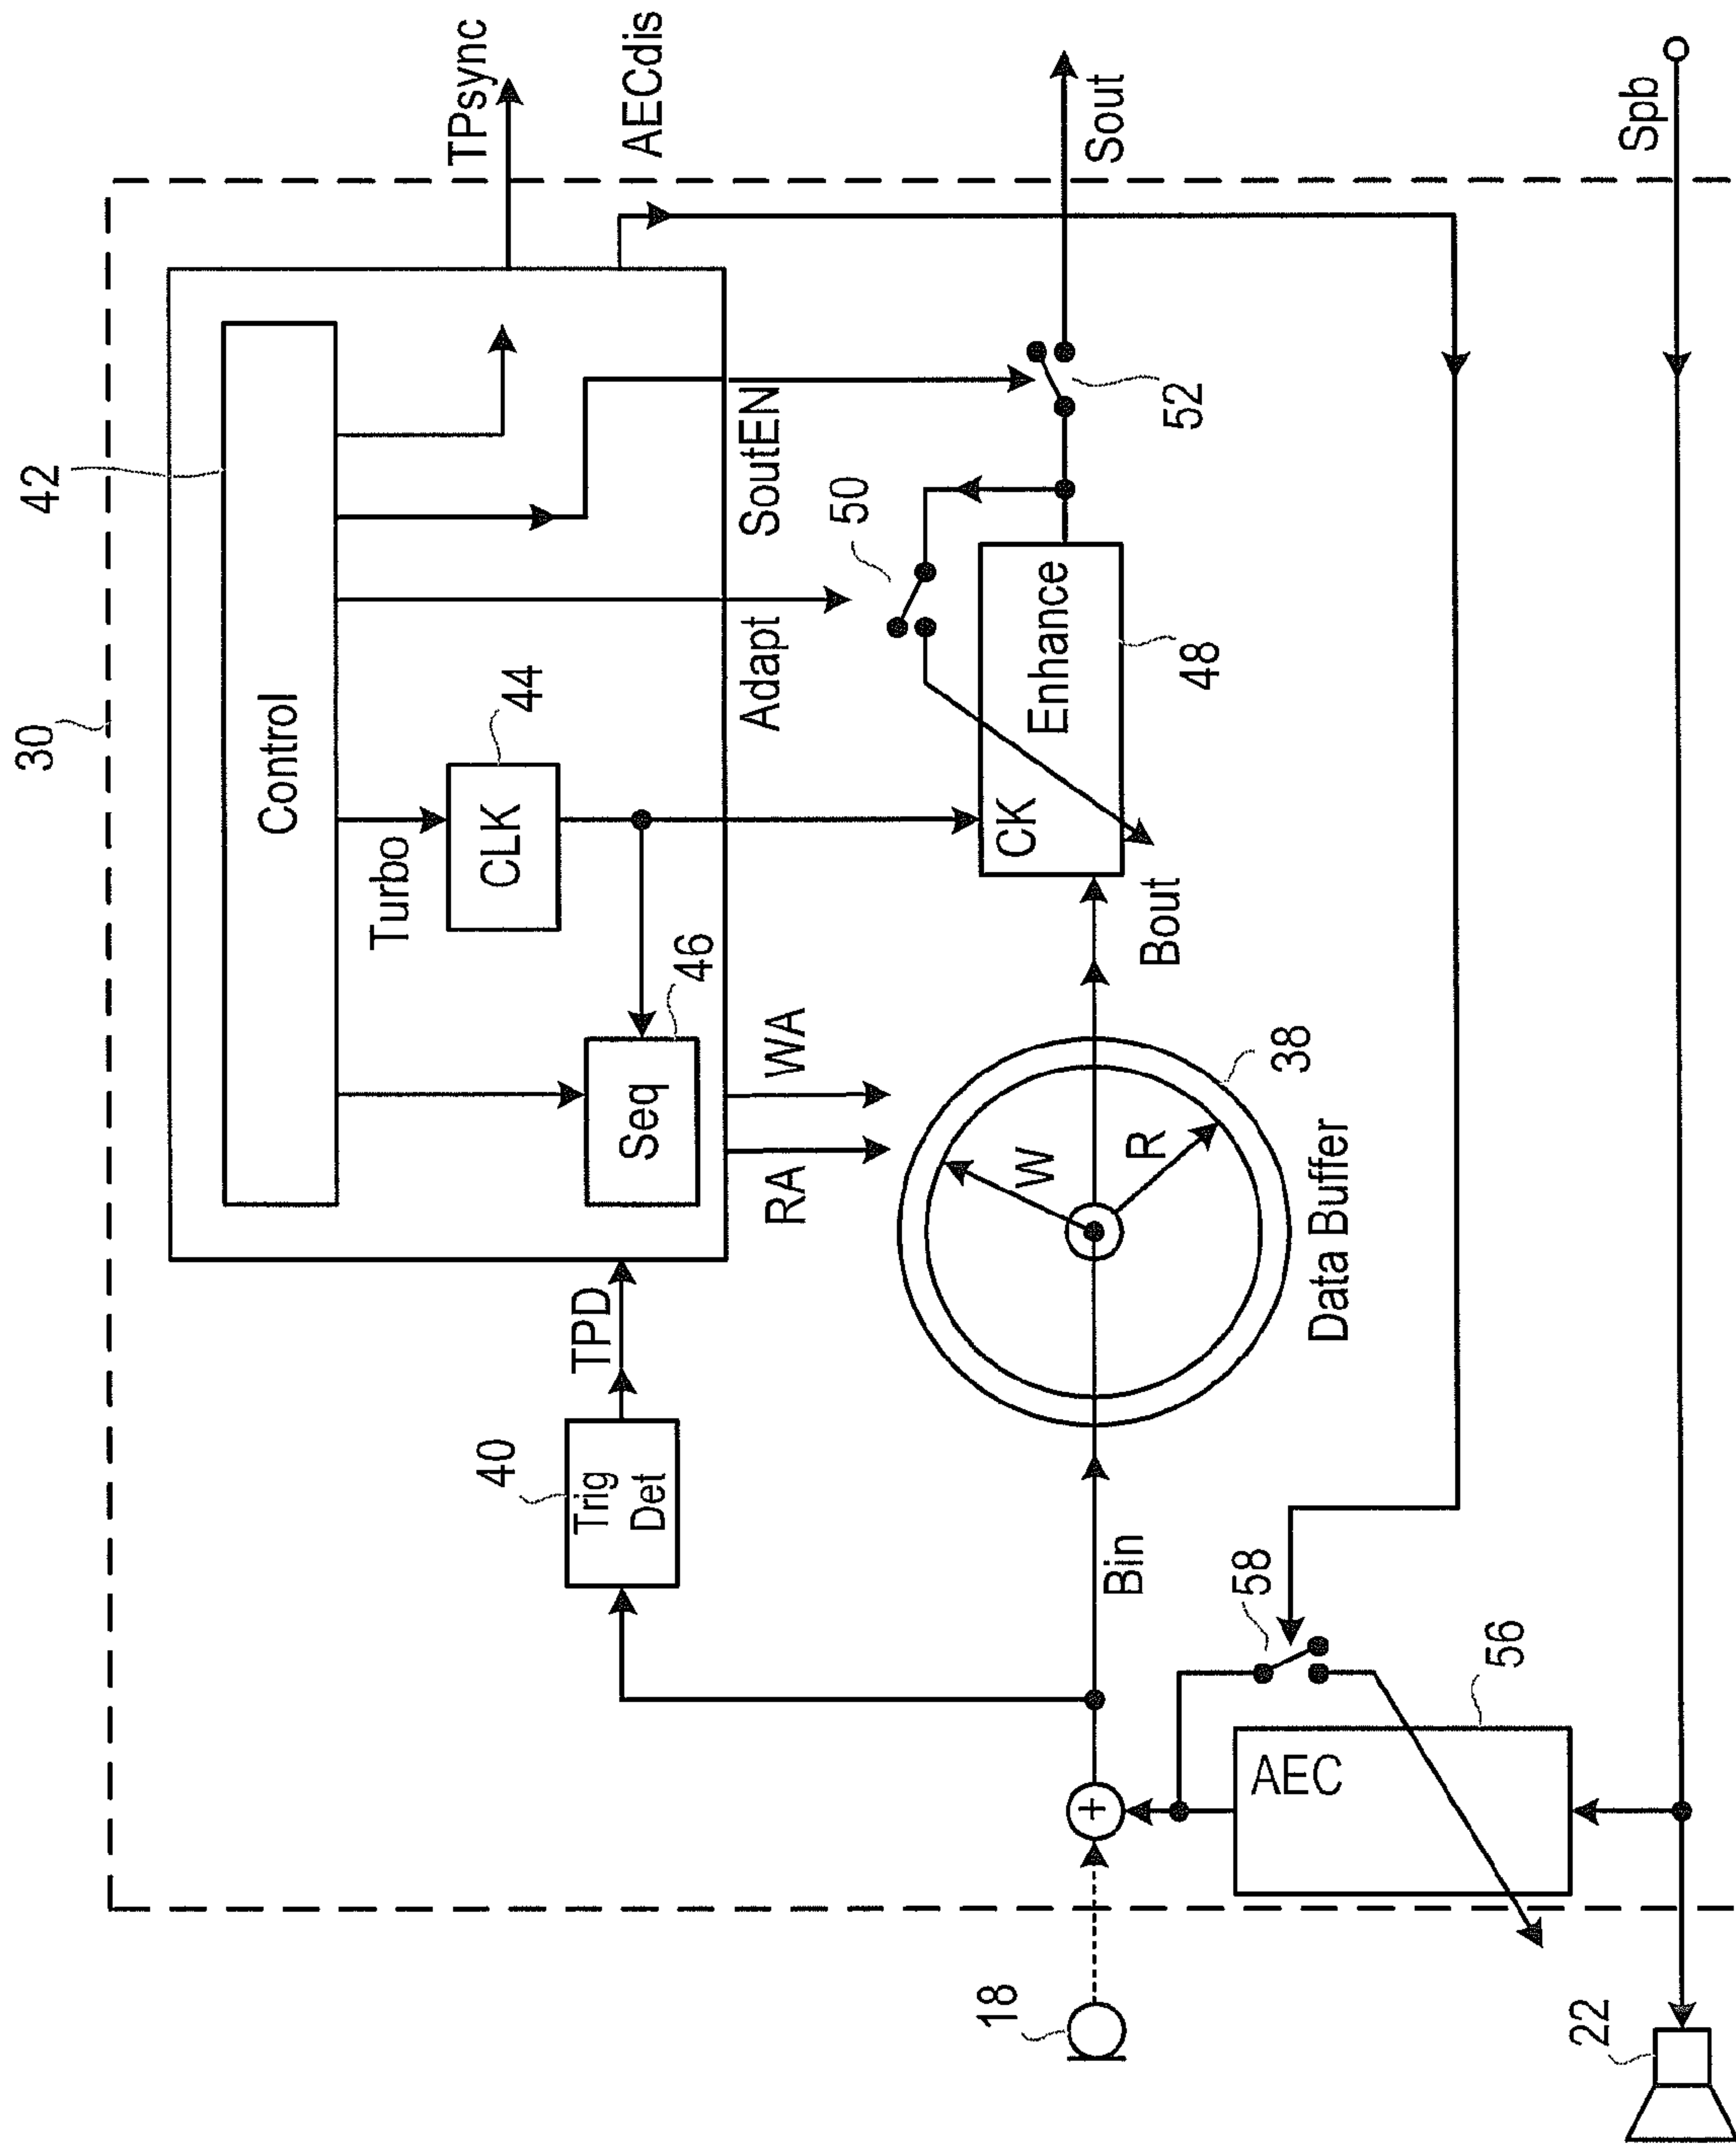 30
42
Control
TPsync
AECdis
Turbo
44
CLK
46
Seq
40
Trig
Det
TPD
RA
WA
Adapt
SoutEN
50
52
Sout
CK
Enhance
48
18
+
Bin
W
R
38
Data Buffer
Bout
58
AEC
56
22
Spb